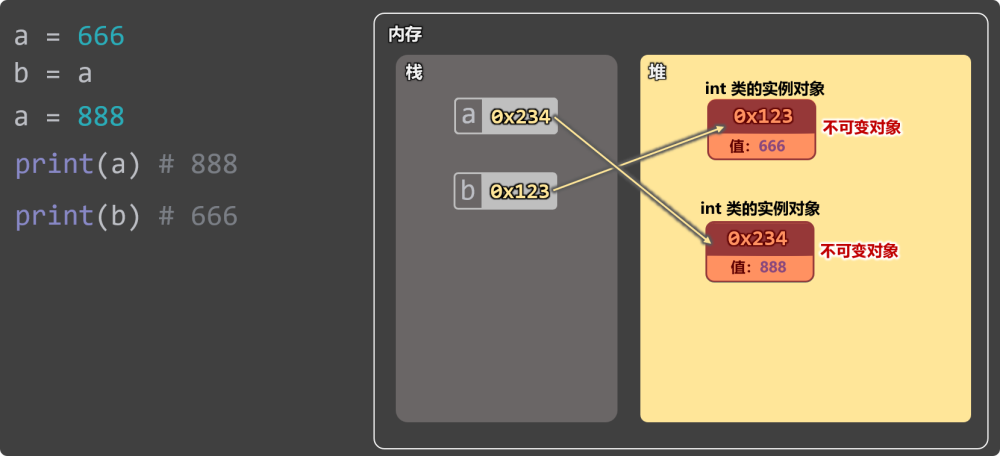 a = 666
b = a
a = 888
print(a) # 888
print(b) # 666
内存
栈
a 0x234
b 0x123
堆
int 类的实例对象
0x123
不可变对象
值：666
int 类的实例对象
0x234
不可变对象
值：888